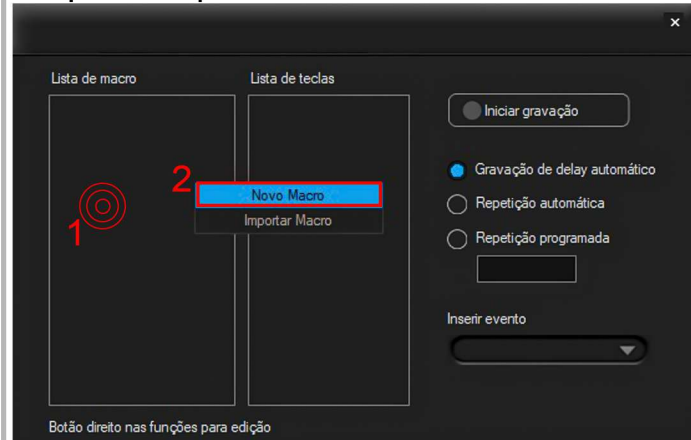 ×
Lista de macro
Lista de teclas
Iniciar gravação
Gravação de delay automático
2
Novo Macro
Repetição automática
1
Importar Macro
Repetição programada
Inserir evento
Botão direito nas funções para edição